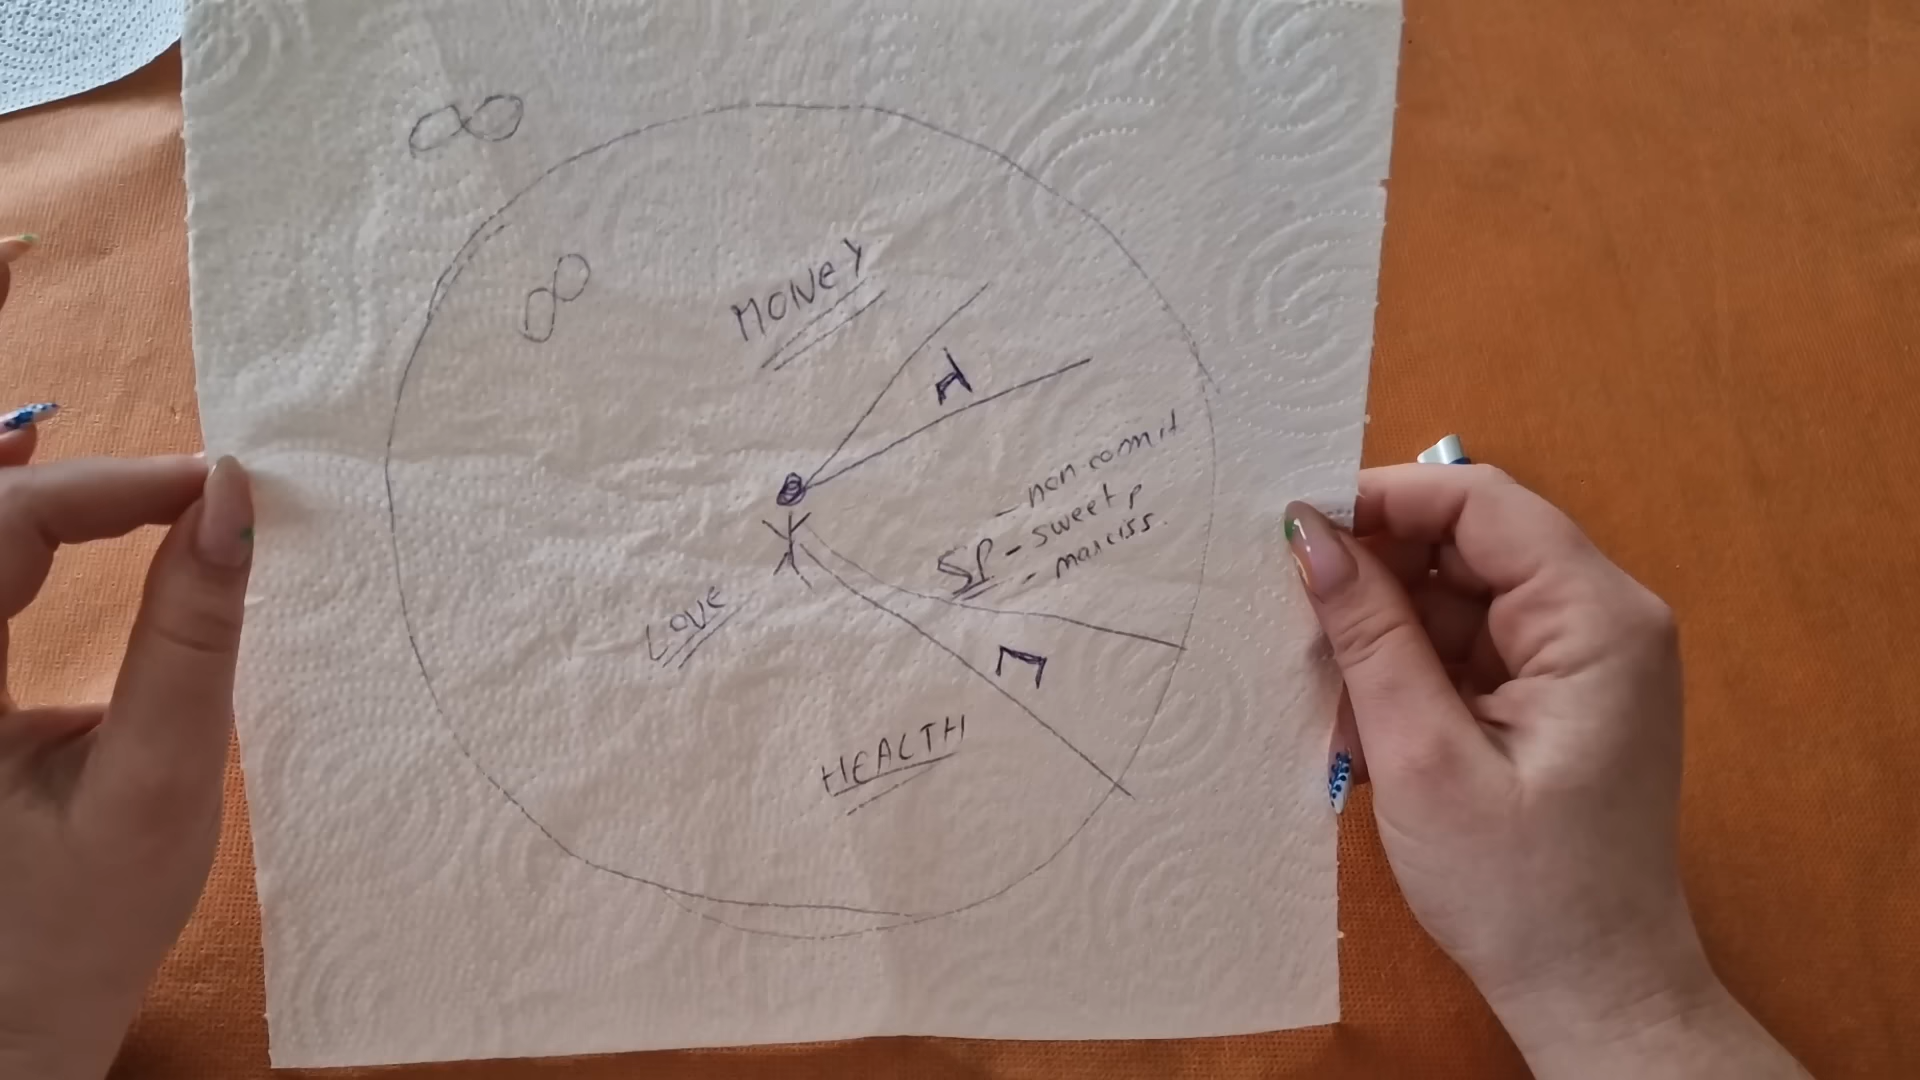 ∞
∞
MONEY
- non-commit
SP - sweet p
- narciss.
LOVE
HEALTH